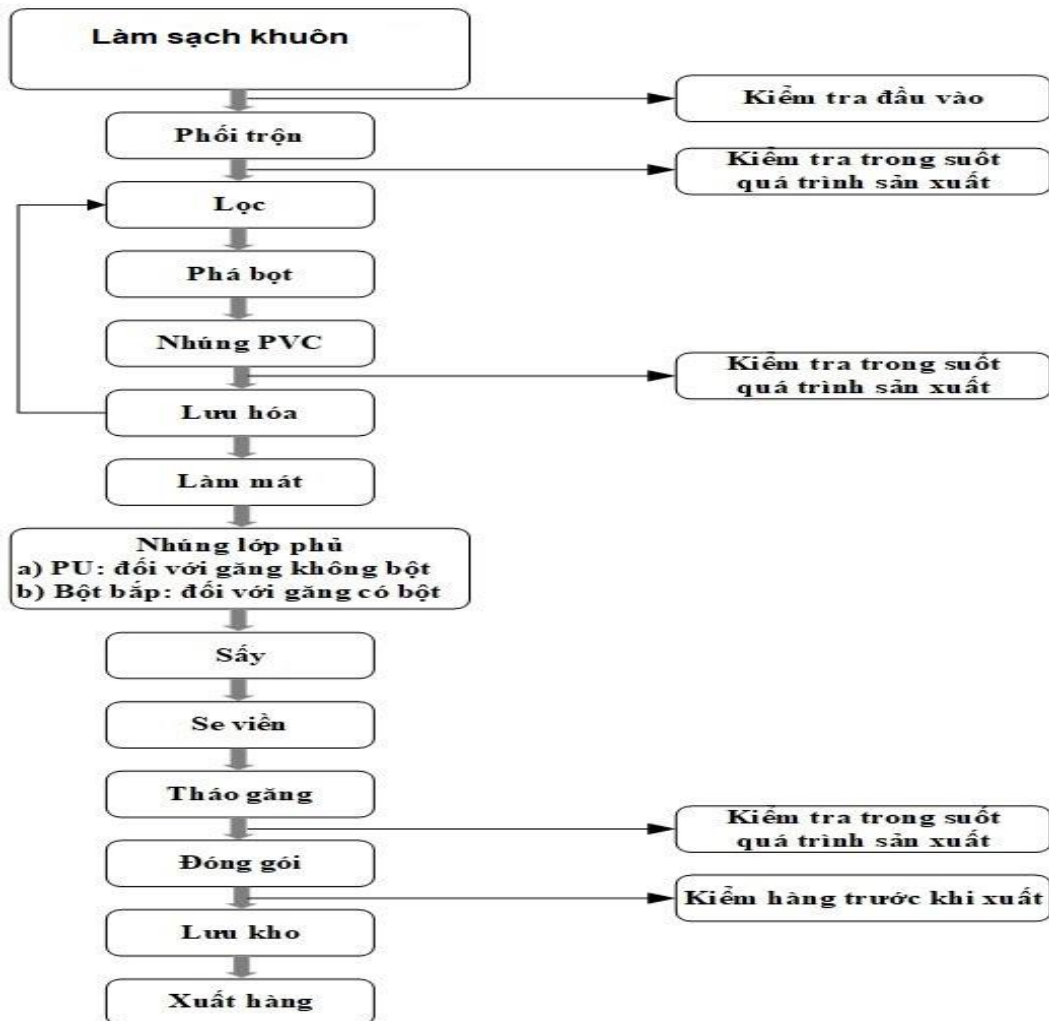 Làm sạch khuôn
Kiểm tra đầu vào
Phối trộn
Kiểm tra trong suốt
quá trình sản xuất
Lọc
Phá bọt
Nhúng PVC
Kiểm tra trong suốt
quá trình sản xuất
Lưu hóa
Làm mát
Nhúng lớp phủ
a) PU: đối với găng không bột
b) Bột bắp: đối với găng có bột
Sấy
Se viền
Tháo găng
Kiểm tra trong suốt
quá trình sản xuất
Đóng gói
Kiểm hàng trước khi xuất
Lưu kho
Xuất hàng